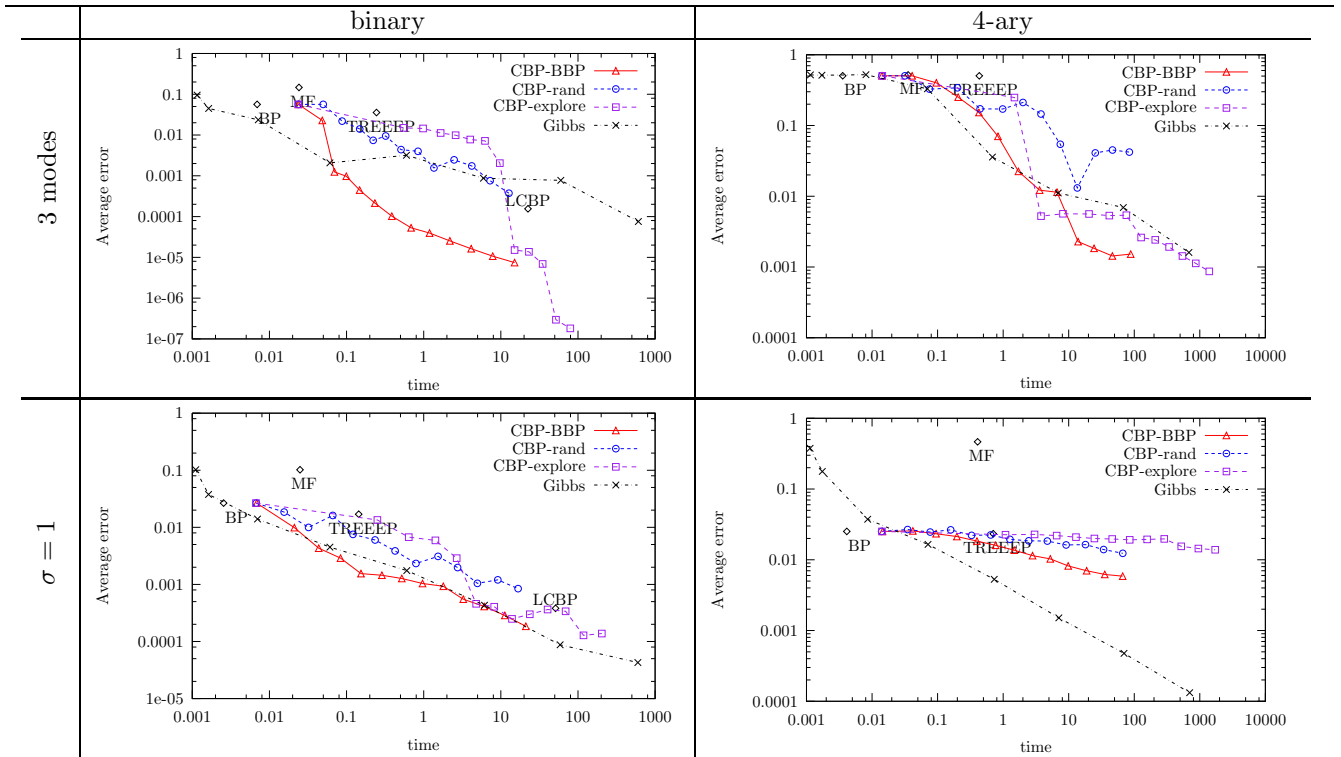 binary
4-ary
3 modes
Average error
1
0.1
0.01
0.001
0.0001
1e-05
1e-06
1e-07
0.001
0.01
0.1
1
10
100
1000
time
CBP-BBP
CBP-rand
CBP-explore
Gibbs
MF
BP
TREEEP
LCBP
Average error
1
0.1
0.01
0.001
0.0001
0.001
0.01
0.1
1
10
100
1000
10000
time
CBP-BBP
CBP-rand
CBP-explore
Gibbs
BP
MF
TREEEP
σ = 1
Average error
1
0.1
0.01
0.001
0.0001
1e-05
0.001
0.01
0.1
1
10
100
1000
time
CBP-BBP
CBP-rand
CBP-explore
Gibbs
MF
BP
TREEEP
LCBP
Average error
1
0.1
0.01
0.001
0.0001
0.001
0.01
0.1
1
10
100
1000
10000
time
CBP-BBP
CBP-rand
CBP-explore
Gibbs
MF
BP
TREEEP